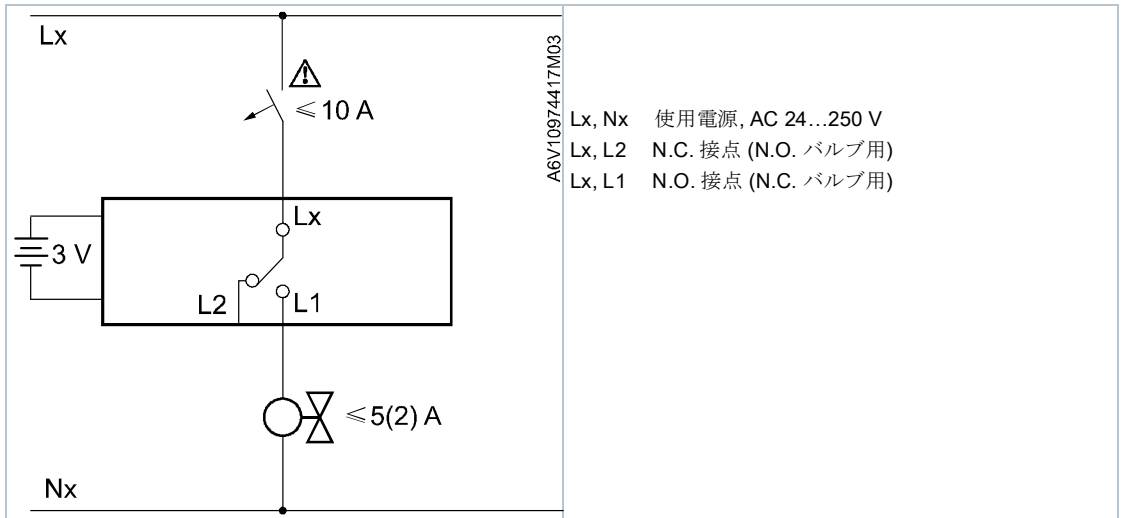 Lx
≤ 10 A
Lx
3 V
L2
L1
≤5(2) A
Nx
A6V10974417M03
Lx, Nx 使用電源, AC 24…250 V
Lx, L2 N.C. 接点 (N.O. バルブ用)
Lx, L1 N.O. 接点 (N.C. バルブ用)